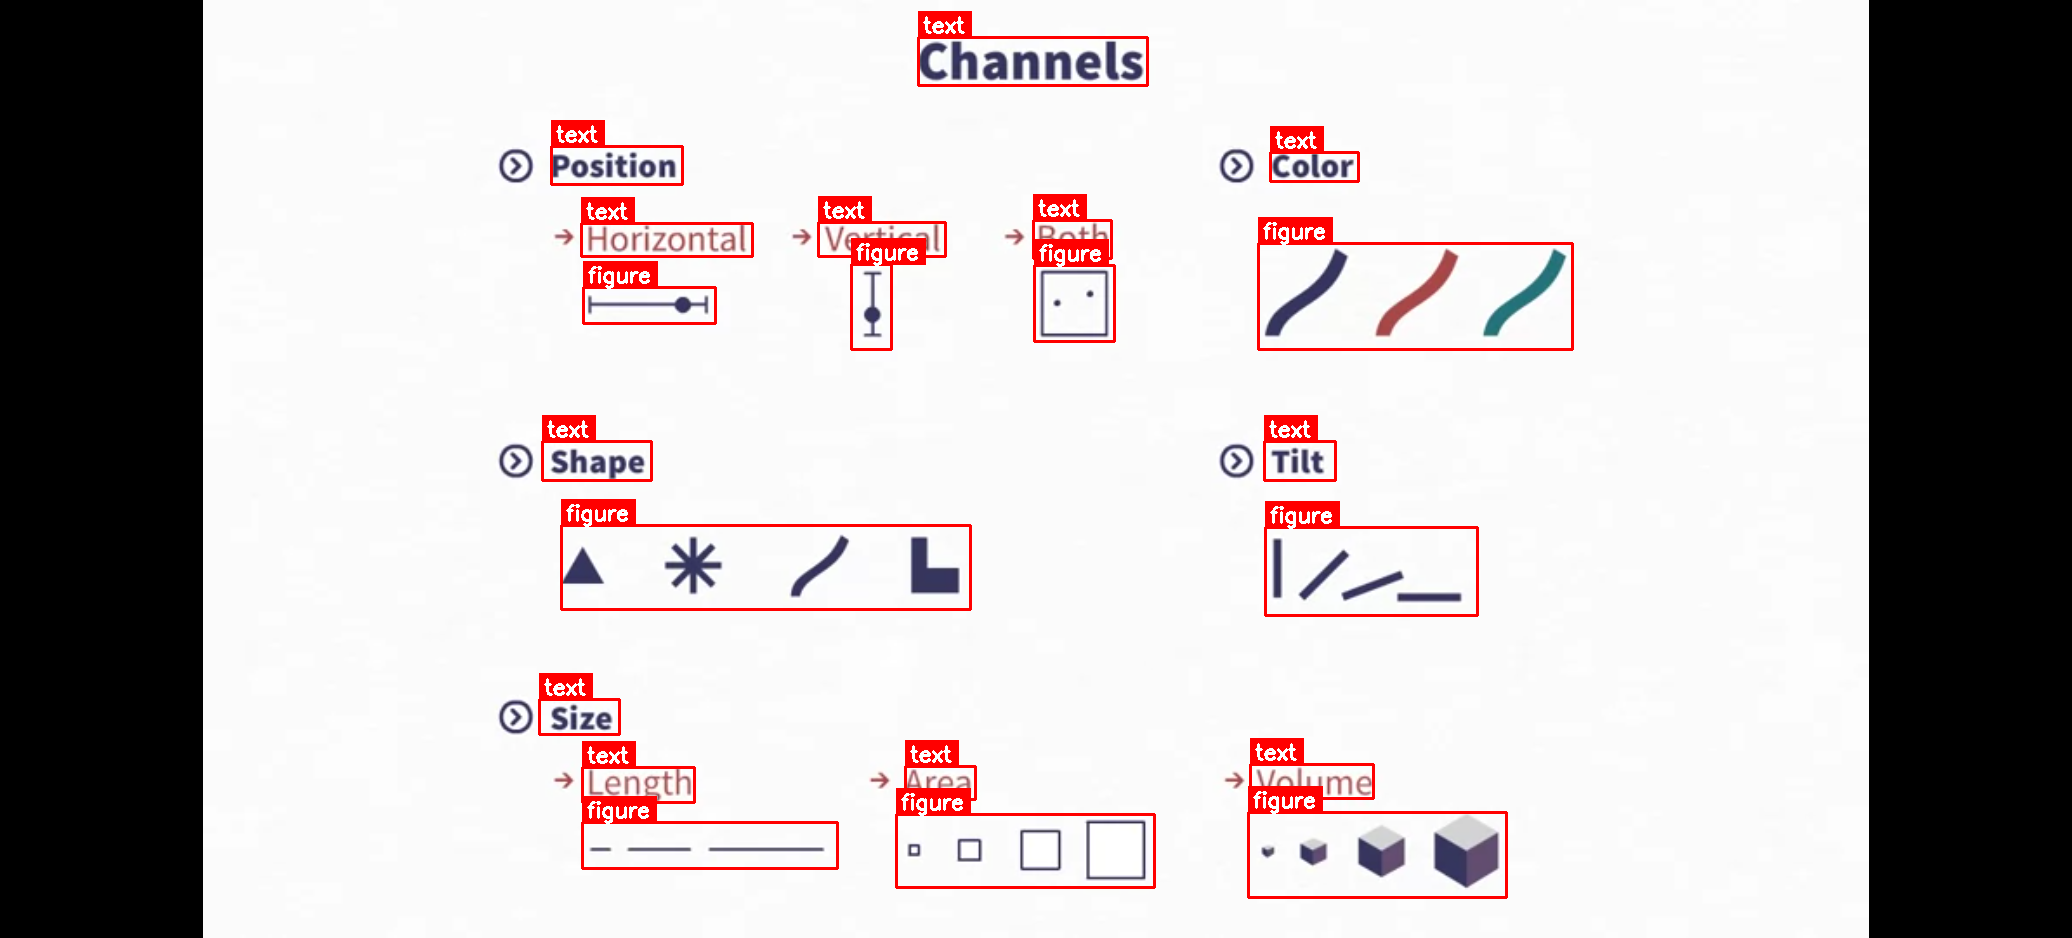 text
Channels
text
Position
text
Horizontal
figure
text
Vertical
figure
text
Both
figure
text
Color
figure
text
Shape
figure
text
Tilt
figure
text
Size
text
Length
figure
text
Area
figure
text
Volume
figure